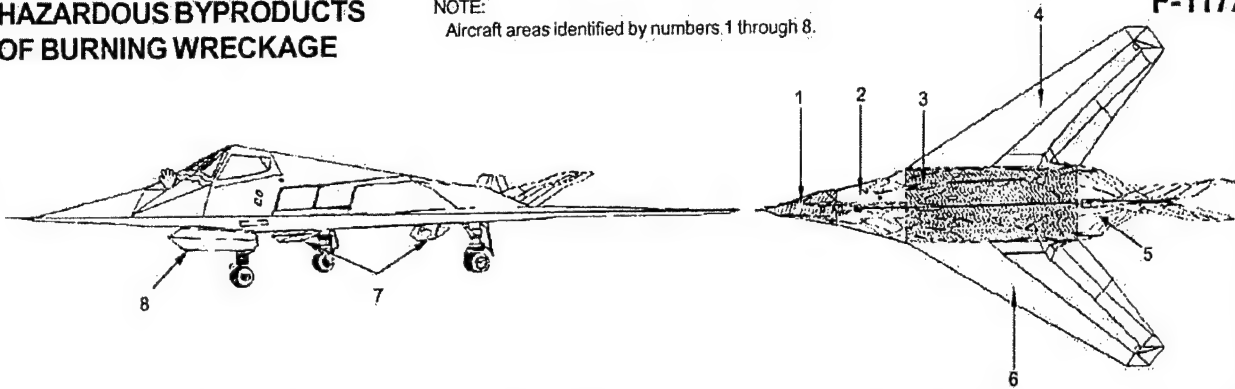 HAZARDOUS BYPRODUCTS
OF BURNING WRECKAGE
NOTE:
Aircraft areas identified by numbers 1 through 8.
4
1
2
3
5
8
7
6